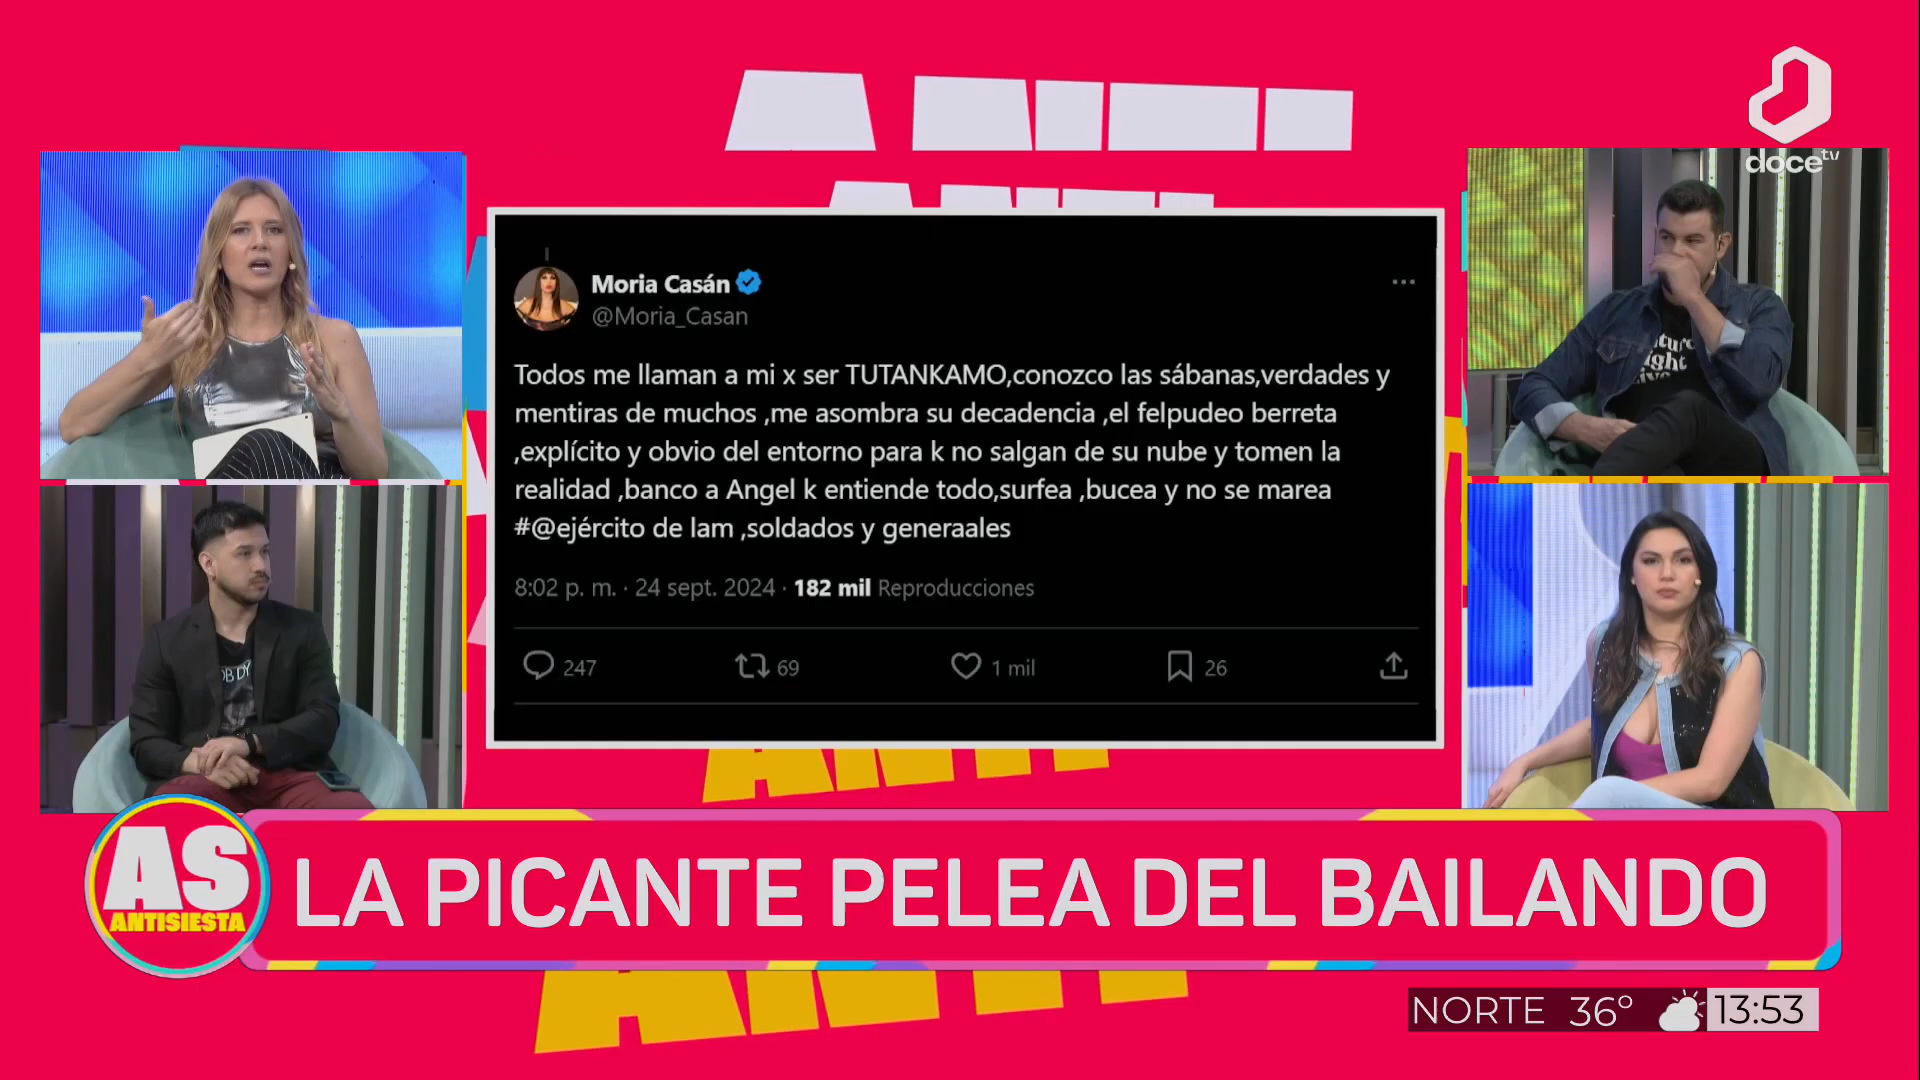 ANTI
ANTI
doce tv
Moria Casán
@Moria_Casan
Todos me llaman a mi x ser TUTANKAMO,conozco las sábanas,verdades y
mentiras de muchos ,me asombra su decadencia ,el felpudeo berreta
,explícito y obvio del entorno para k no salgan de su nube y tomen la
realidad ,banco a Angel k entiende todo,surfea ,bucea y no se marea
#@ejército de lam ,soldados y generaales
8:02 p. m. · 24 sept. 2024 · 182 mil Reproducciones
247 69 1 mil 26
ANTI
AS
ANTISIESTA
LA PICANTE PELEA DEL BAILANDO
ANTI
NORTE 36° 13:53